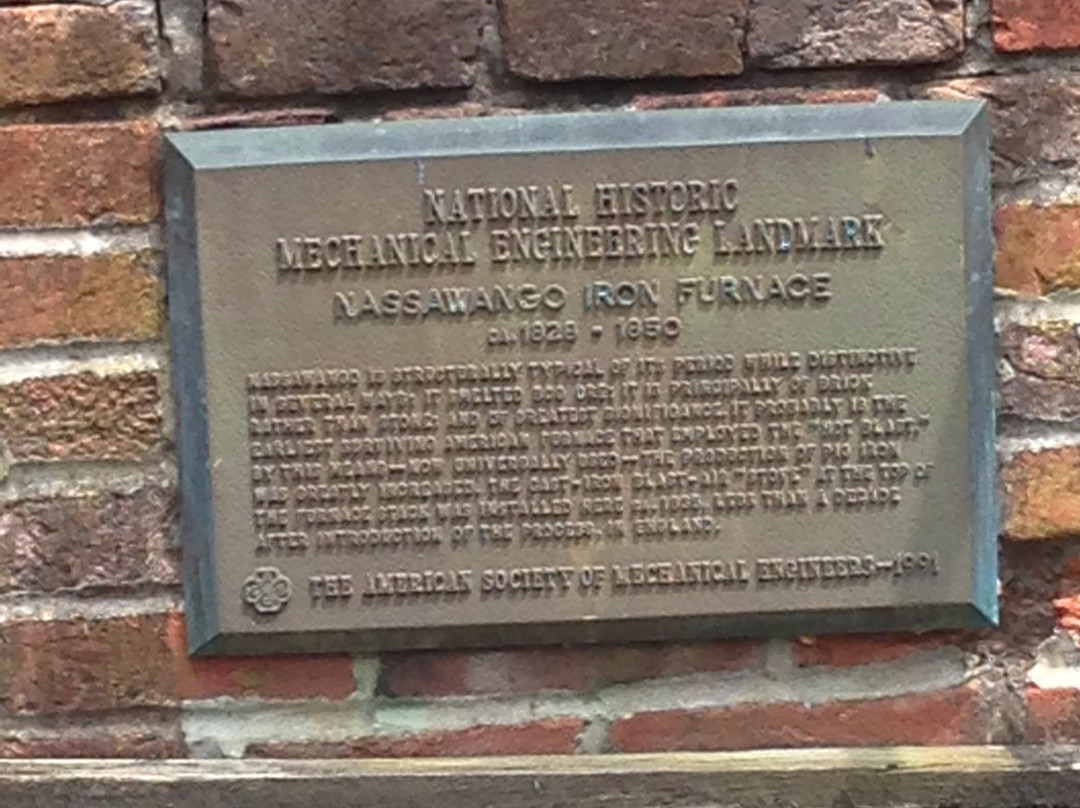 NATIONAL HISTORIC
MECHANICAL ENGINEERING LANDMARK
NASSAWANGO IRON FURNACE
CA. 1828 - 1850
NASSAWANGO IS STRUCTURALLY TYPICAL OF ITS PERIOD WHILE DISTINCTIVE
IN SEVERAL WAYS: IT SMELTED BOG ORE; IT IS PRINCIPALLY OF BRICK
RATHER THAN STONE; AND OF GREATEST SIGNIFICANCE, IT PROBABLY IS THE
EARLIEST SURVIVING AMERICAN FURNACE THAT EMPLOYED THE "HOT BLAST."
BY THIS MEANS—NOW UNIVERSALLY USED—THE PRODUCTION OF PIG IRON
WAS GREATLY INCREASED. THE CAST-IRON BLAST-AIR "STOVE" AT THE TOP OF
THE FURNACE STACK WAS INSTALLED HERE CA. LESS THAN A DECADE
AFTER INTRODUCTION OF THE PROCESS, IN ENGLAND.
THE AMERICAN SOCIETY OF MECHANICAL ENGINEERS—1991